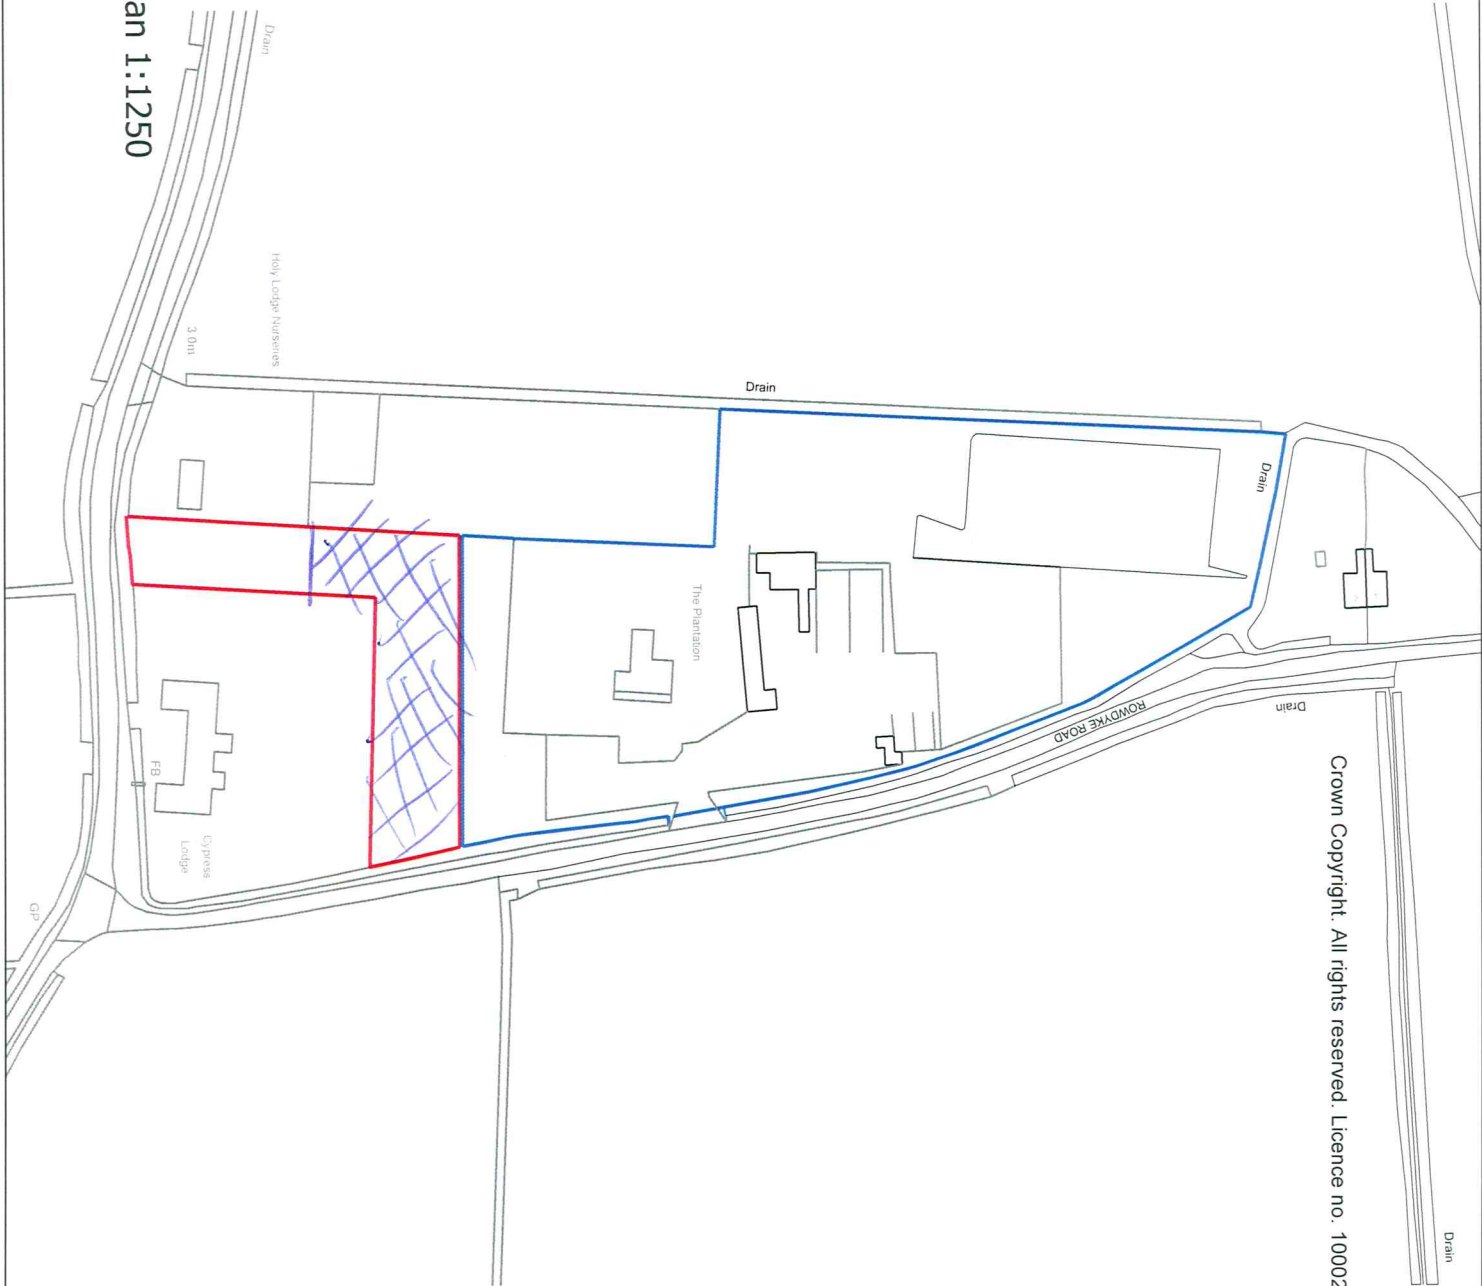 an 1:1250
Drain
Holy Lodge Nurseries
3.0m
Drain
Drain
The Plantation
ROWDYKE ROAD
Drain
FB
Cypress
Lodge
GP
Crown Copyright. All rights reserved. Licence no. 10002
Drain